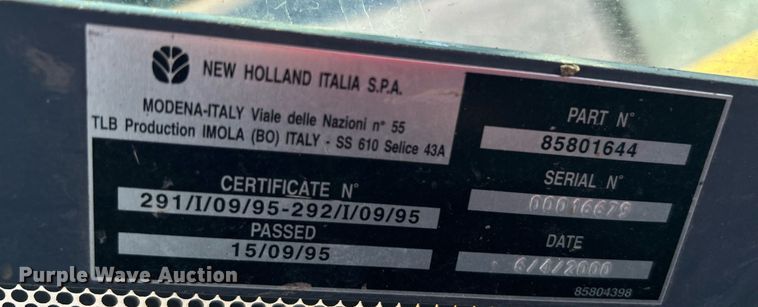 NEW HOLLAND ITALIA S.P.A.
MODENA-ITALY Viale delle Nazioni n° 55
TLB Production IMOLA (BO) ITALY - SS 610 Selice 43A
CERTIFICATE N°
291/I/09/95-292/I/09/95
PASSED
15/09/95
PART N°
85801644
SERIAL N°
00016679
DATE
6/4/2000
85804398
Purple Wave Auction